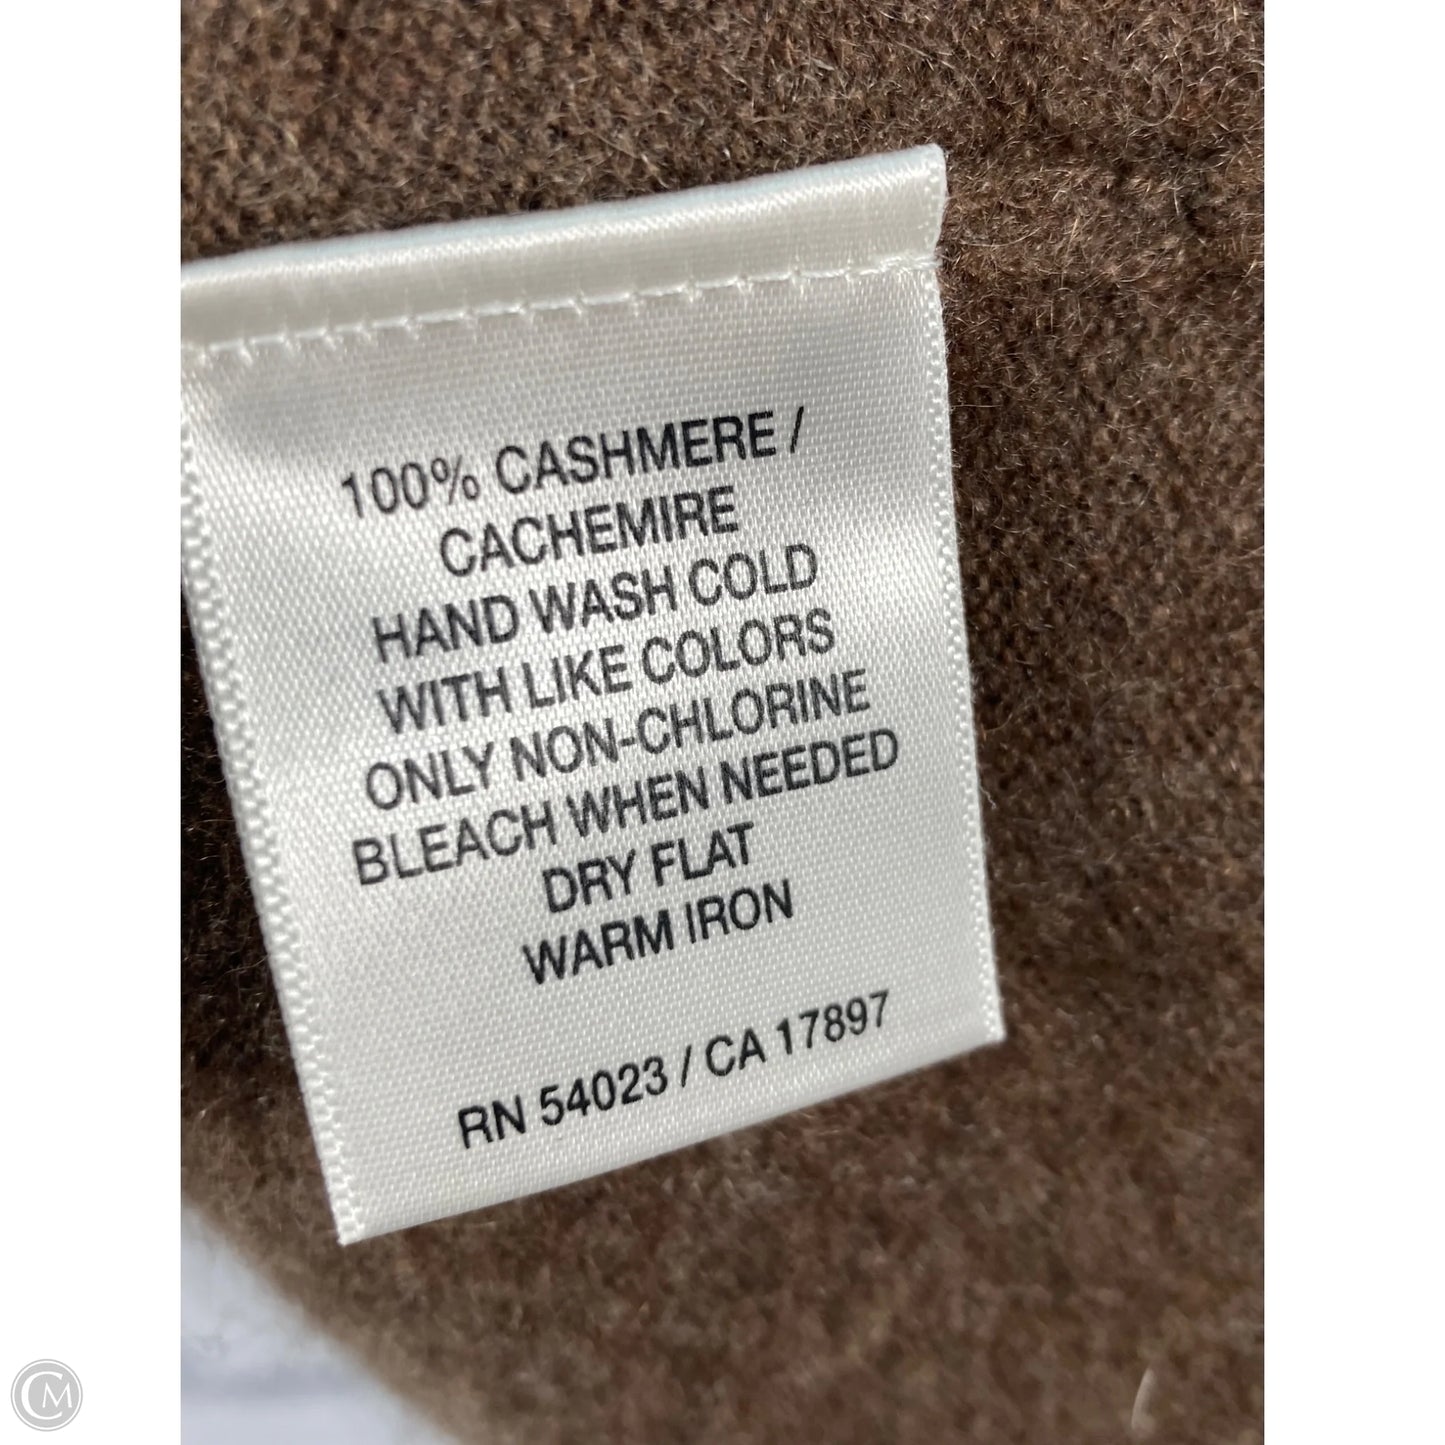 100% CASHMERE /
CACHEMIRE
HAND WASH COLD
WITH LIKE COLORS
ONLY NON-CHLORINE
BLEACH WHEN NEEDED
DRY FLAT
WARM IRON
RN 54023 / CA 17897
CM